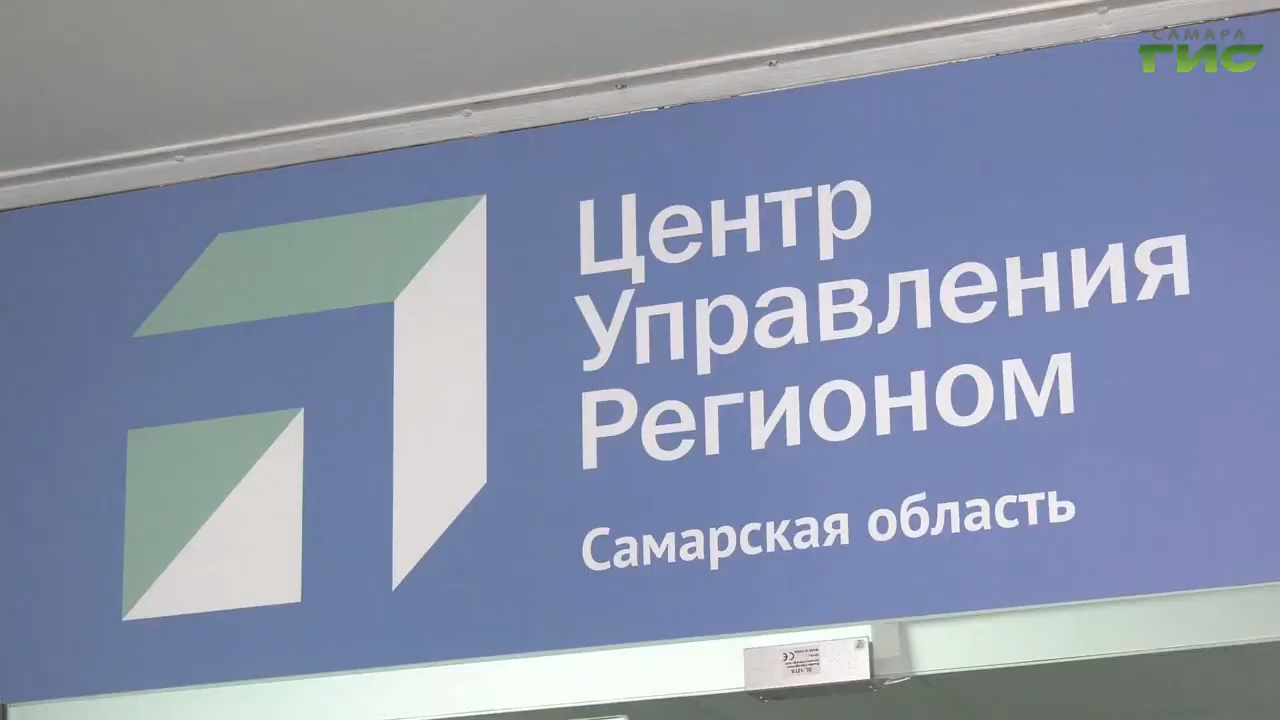 САМАРА
ГИС
Центр
Управления
Регионом
Самарская область